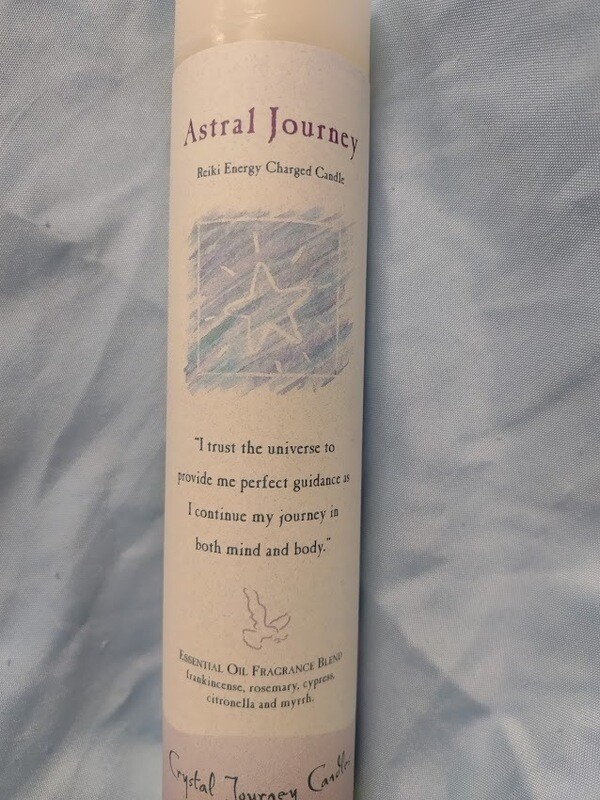 Astral Journey
Reiki Energy Charged Candle
"I trust the universe to
provide me perfect guidance as
I continue my journey in
both mind and body."
Essential Oil Fragrance Blend
frankincense, rosemary, cypress,
citronella and myrrh.
Crystal Journey Candle